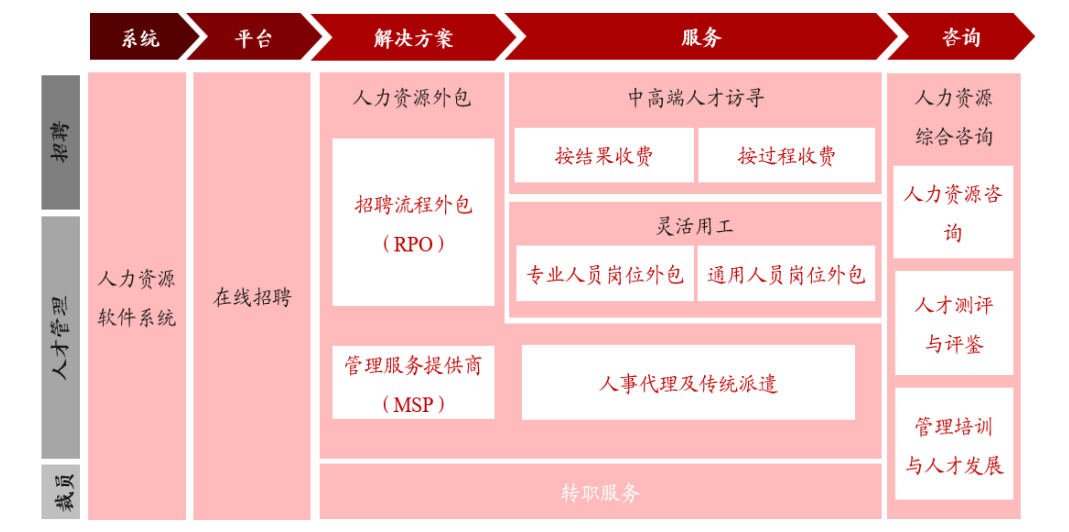 系统
平台
解决方案
服务
咨询
招聘
人才管理
裁员
人力资源
软件系统
在线招聘
人力资源外包
招聘流程外包
（RPO）
管理服务提供商
（MSP）
中高端人才访寻
按结果收费
按过程收费
灵活用工
专业人员岗位外包
通用人员岗位外包
人事代理及传统派遣
转职服务
人力资源
综合咨询
人力资源咨
询
人才测评
与评鉴
管理培训
与人才发展